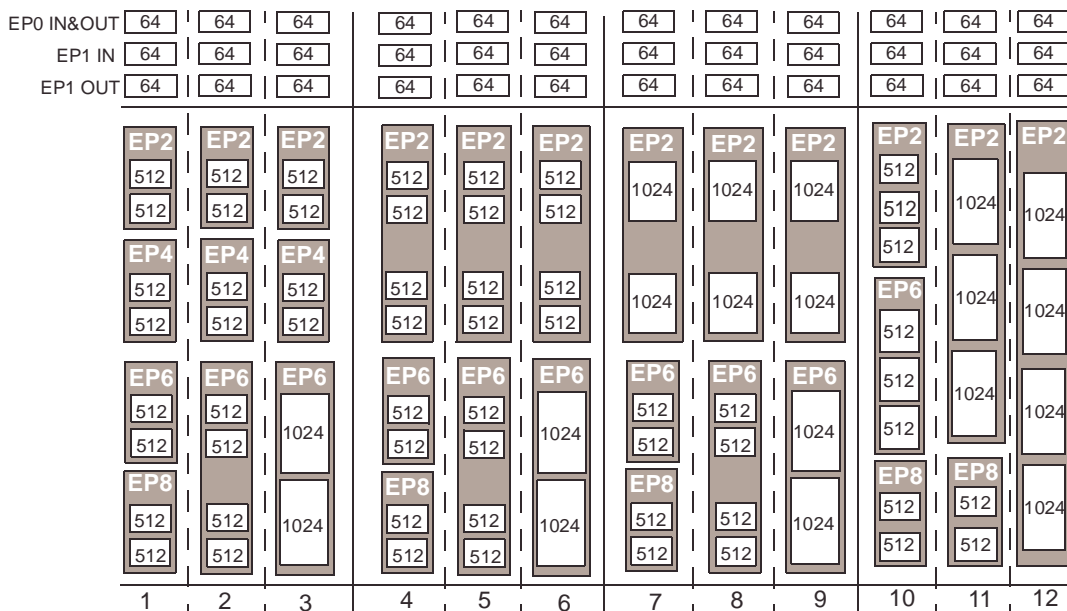 EP0 IN&OUT 64 64 64 64 64 64 64 64 64 64 64 64
EP1 IN 64 64 64 64 64 64 64 64 64 64 64 64
EP1 OUT 64 64 64 64 64 64 64 64 64 64 64 64
EP2 EP2 EP2 EP2 EP2 EP2 EP2 EP2 EP2 EP2 EP2 EP2
512 512 512 512 512 512 1024 1024 1024 512 1024 1024
512 512 512 512 512 512 512
512
EP4 EP4 EP4
512 512 512 512 512 512 1024 1024 1024 EP6 1024 1024
512 512 512 512 512 512 512
EP6 EP6 EP6 EP6 EP6 EP6 EP6 EP6 EP6 512
512 512 1024 512 512 1024 512 512 1024 512 1024 1024
512 512 512 512 512 512
EP8 EP8 EP8 EP8 EP8
512 512 1024 512 512 1024 512 512 1024 512 512 1024
512 512 512 512 512 512 512 512
1 2 3 4 5 6 7 8 9 10 11 12